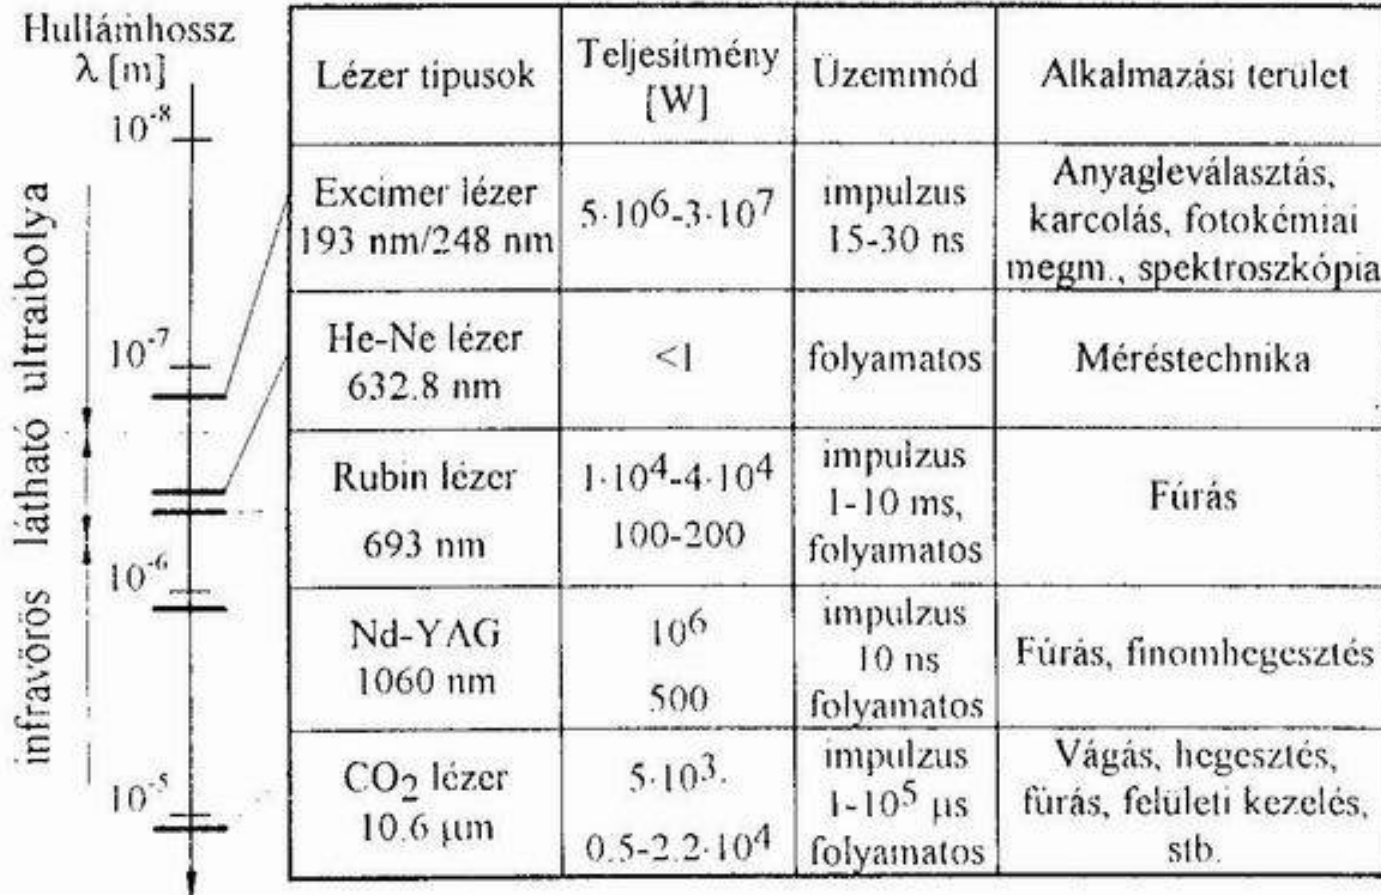 Hullámhossz
λ [m]
10⁻⁸
10⁻⁷
10⁻⁶
10⁻⁵
ultraibolya
látható
infravörös
Lézer típusok
Teljesítmény
[W]
Üzemmód
Alkalmazási terület
Excimer lézer
193 nm/248 nm
5·10⁶-3·10⁷
impulzus
15-30 ns
Anyagleválasztás,
karcolás, fotokémiai
megm., spektroszkópia
He-Ne lézer
632.8 nm
<1
folyamatos
Méréstechnika
Rubin lézer
693 nm
1·10⁴-4·10⁴
100-200
impulzus
1-10 ms,
folyamatos
Fúrás
Nd-YAG
1060 nm
10⁶
500
impulzus
10 ns
folyamatos
Fúrás, finomhegesztés
CO₂ lézer
10.6 μm
5·10³.
0.5-2.2·10⁴
impulzus
1-10⁵ μs
folyamatos
Vágás, hegesztés,
fúrás, felületi kezelés,
stb.